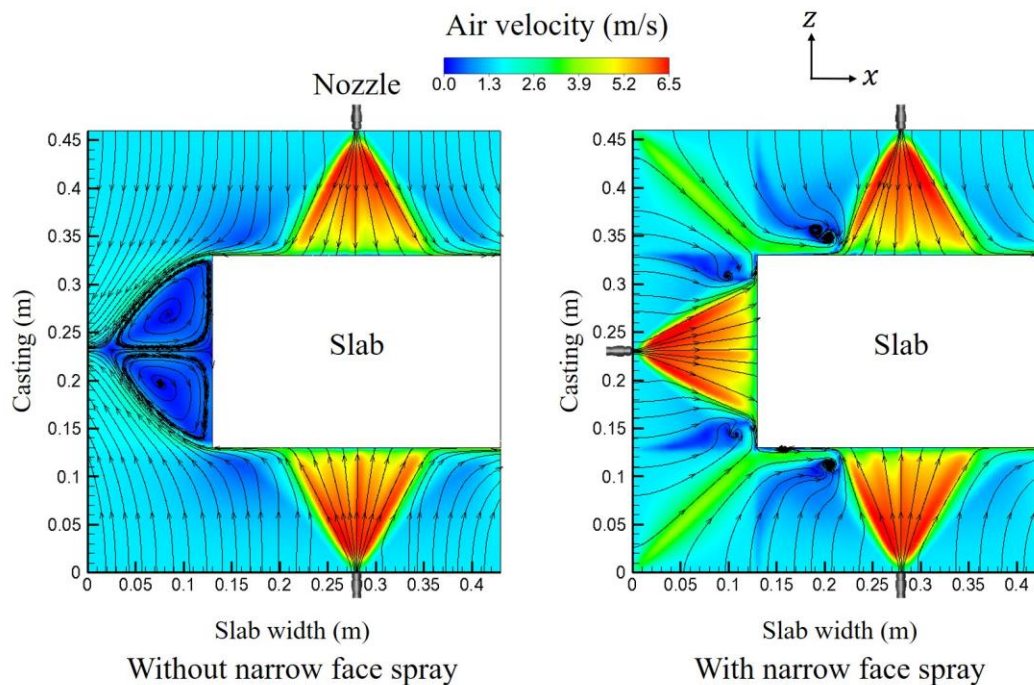 Air velocity (m/s)
0.0 1.3 2.6 3.9 5.2 6.5
z
x
Nozzle
0.45
0.4
0.35
0.3
0.25
0.2
0.15
0.1
0.05
0
Casting (m)
Slab
0 0.05 0.1 0.15 0.2 0.25 0.3 0.35 0.4
Slab width (m)
Without narrow face spray
0.45
0.4
0.35
0.3
0.25
0.2
0.15
0.1
0.05
0
Casting (m)
Slab
0 0.05 0.1 0.15 0.2 0.25 0.3 0.35 0.4
Slab width (m)
With narrow face spray